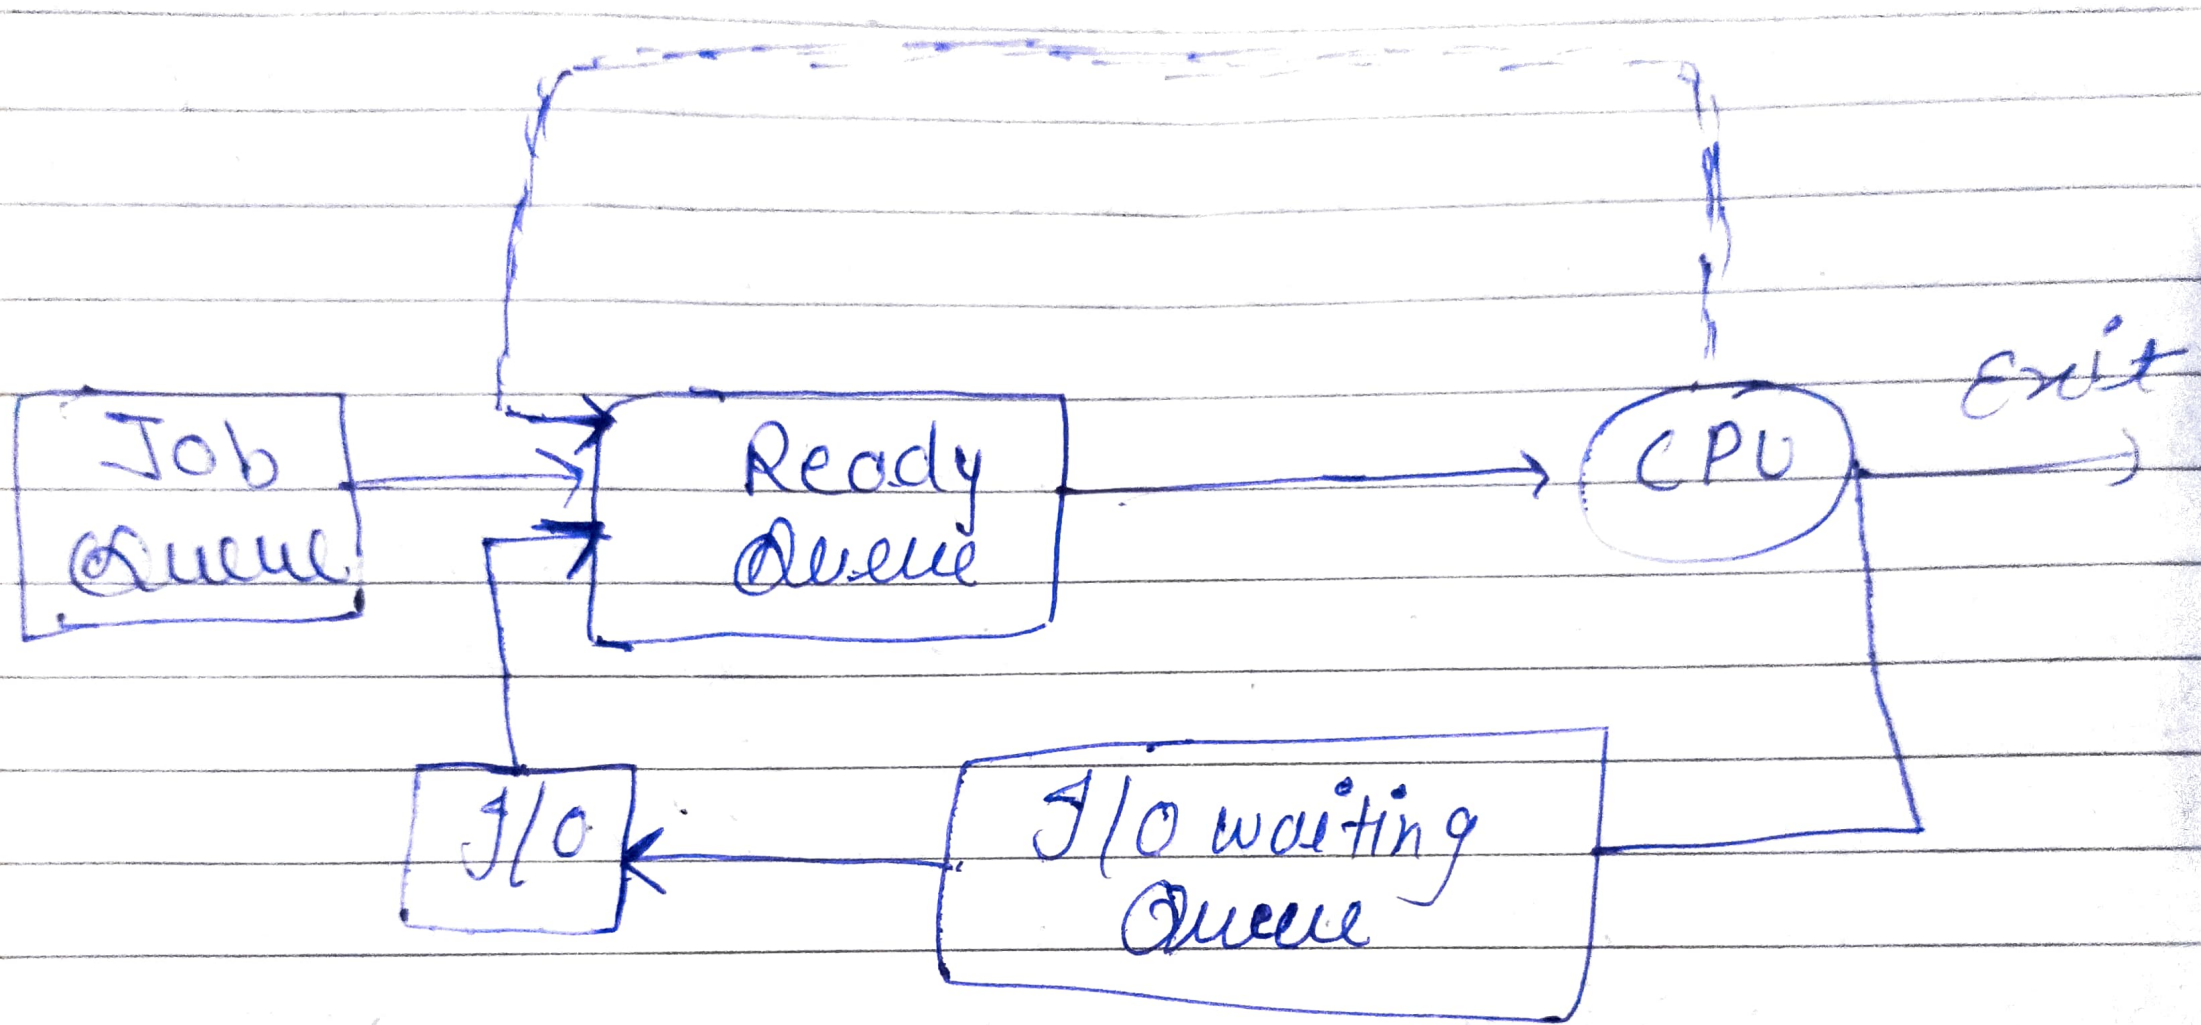 Exit
Job
Queue
Ready
Queue
CPU
I/O
I/O waiting
Queue